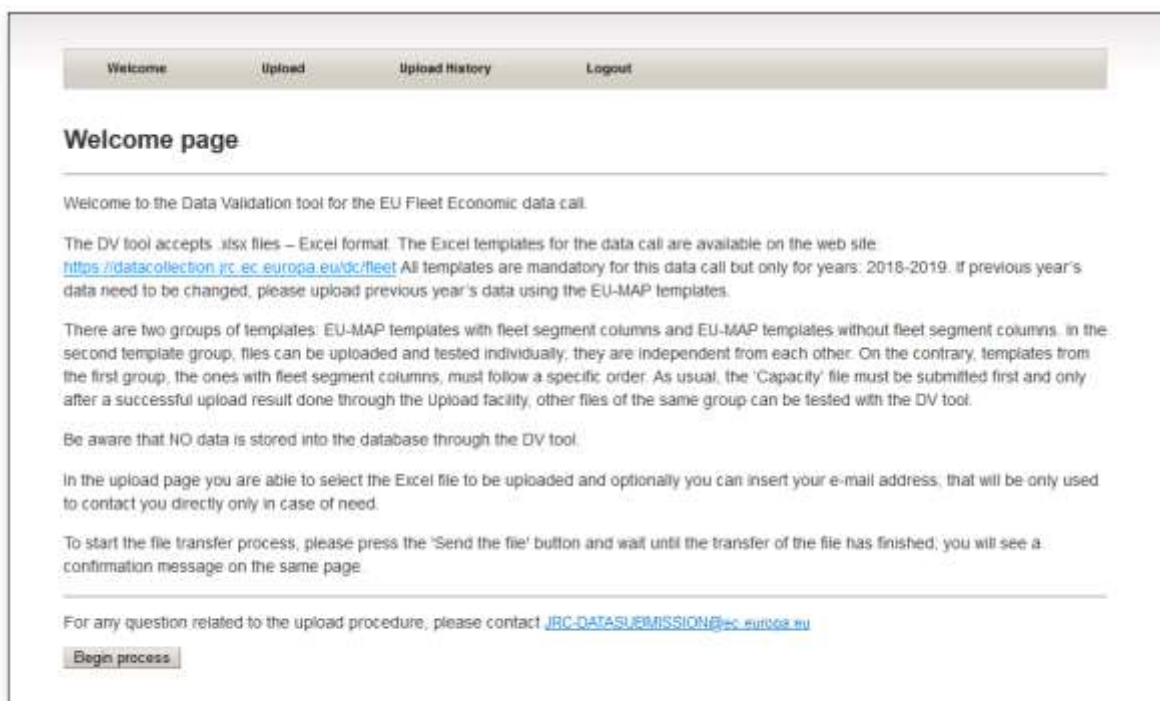 Welcome Upload Upload History Logout
Welcome page
Welcome to the Data Validation tool for the EU Fleet Economic data call.
The DV tool accepts .xlsx files – Excel format. The Excel templates for the data call are available on the web site:
https://datacollection.jrc.ec.europa.eu/dc/fleet All templates are mandatory for this data call but only for years: 2018-2019. If previous year's
data need to be changed, please upload previous year's data using the EU-MAP templates.
There are two groups of templates: EU-MAP templates with fleet segment columns and EU-MAP templates without fleet segment columns. In the
second template group, files can be uploaded and tested individually; they are independent from each other. On the contrary, templates from
the first group, the ones with fleet segment columns, must follow a specific order. As usual, the 'Capacity' file must be submitted first and only
after a successful upload result done through the Upload facility, other files of the same group can be tested with the DV tool.
Be aware that NO data is stored into the database through the DV tool.
In the upload page you are able to select the Excel file to be uploaded and optionally you can insert your e-mail address, that will be only used
to contact you directly only in case of need.
To start the file transfer process, please press the 'Send the file' button and wait until the transfer of the file has finished; you will see a
confirmation message on the same page.
For any question related to the upload procedure, please contact JRC-DATASUBMISSION@ec.europa.eu
Begin process